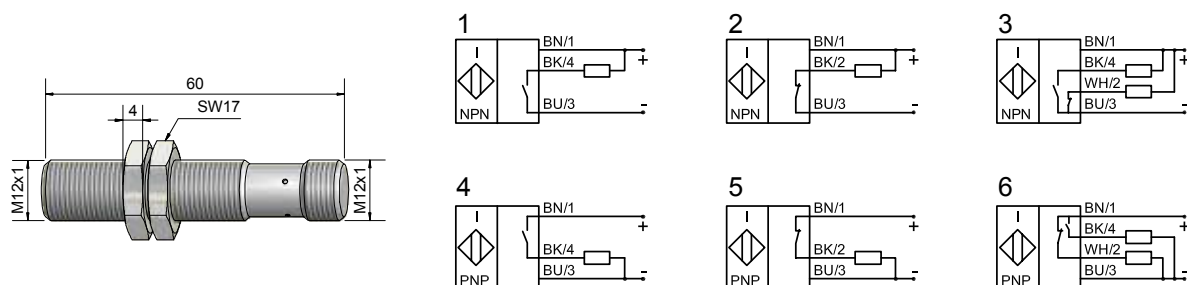 60
4
SW17
M12x1
M12x1
1
BN/1
BK/4
BU/3
+
-
I
NPN
2
BN/1
BK/2
BU/3
+
-
I
NPN
3
BN/1
BK/4
WH/2
BU/3
+
-
I
NPN
4
BN/1
BK/4
BU/3
+
-
I
PNP
5
BN/1
BK/2
BU/3
+
-
I
PNP
6
BN/1
BK/4
WH/2
BU/3
+
-
I
PNP